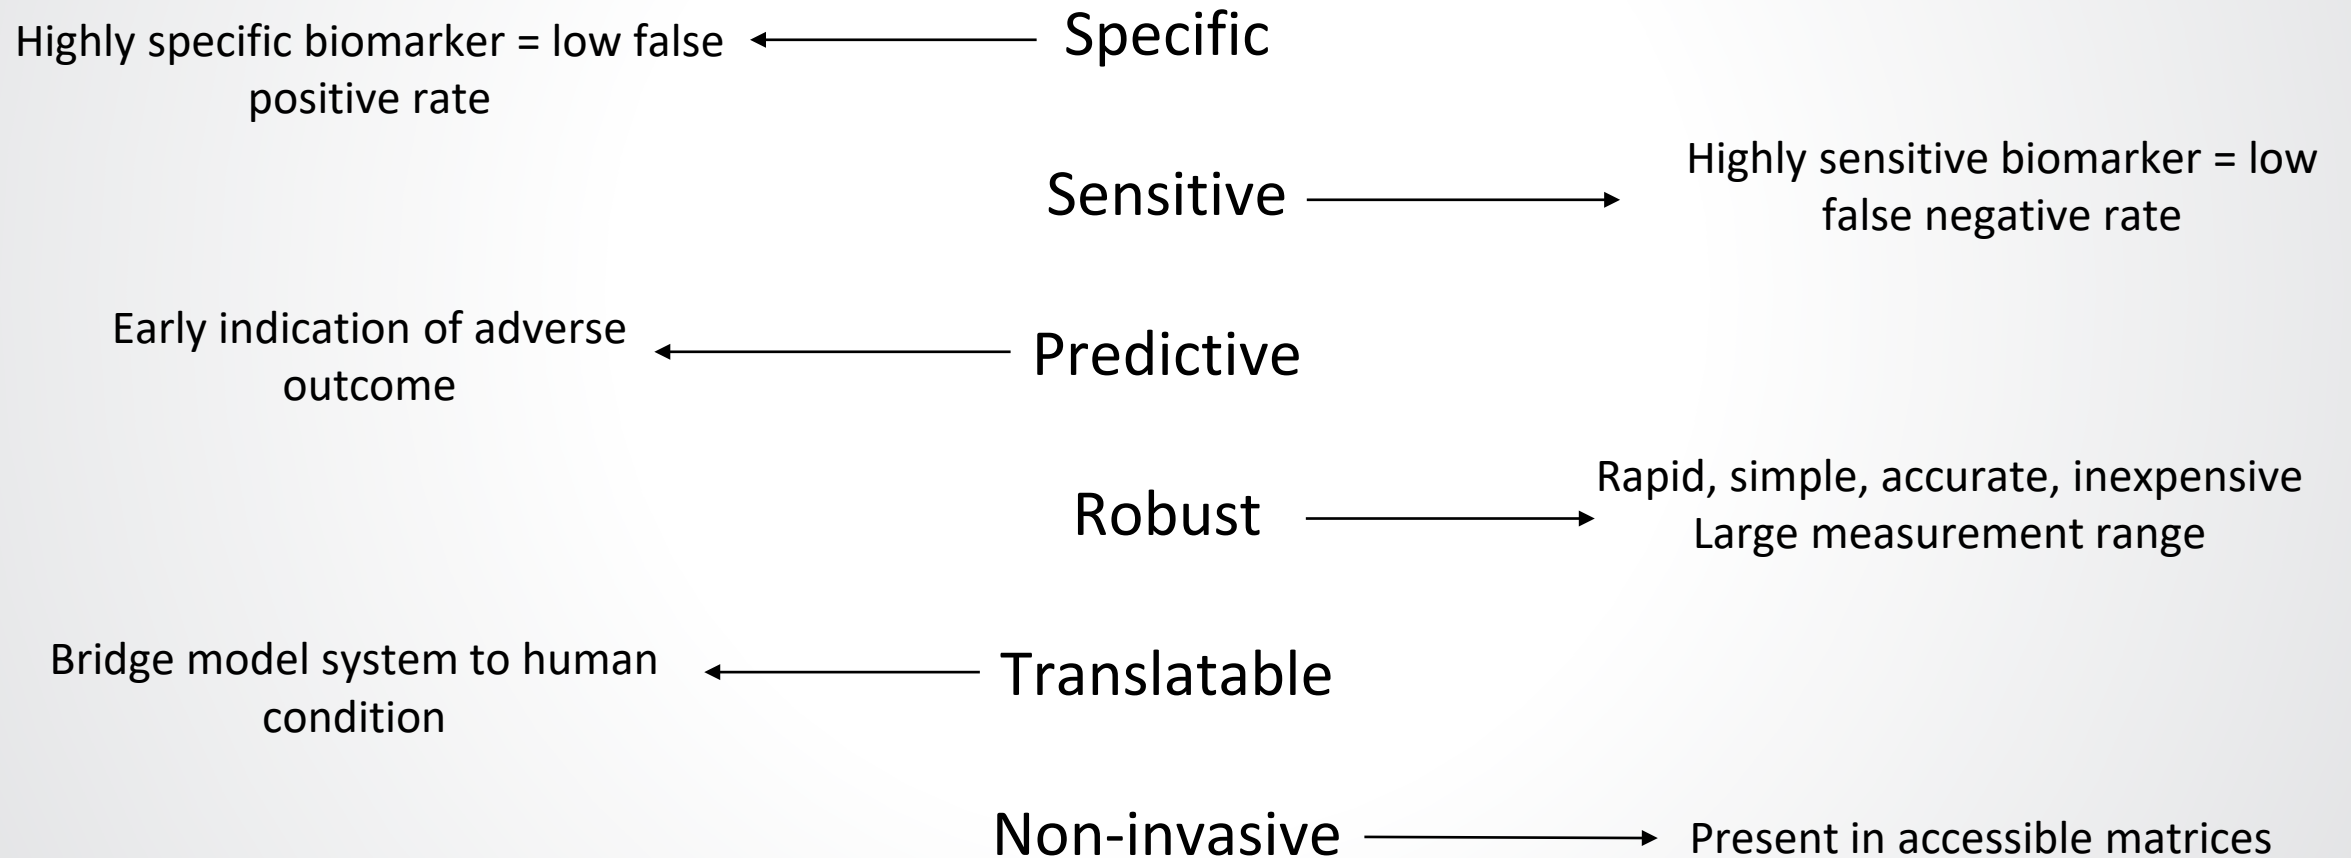 Specific
Highly specific biomarker = low false
positive rate
Sensitive
Highly sensitive biomarker = low
false negative rate
Predictive
Early indication of adverse
outcome
Robust
Rapid, simple, accurate, inexpensive
Large measurement range
Translatable
Bridge model system to human
condition
Non-invasive
Present in accessible matrices